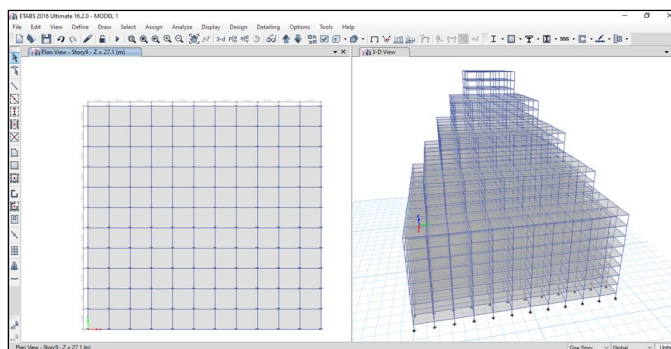 ETABS 2016 Ultimate 16.2.0 - MODEL 1
File Edit View Define Draw Select Assign Analyze Display Design Detailing Options Tools Help
Plan View - Story9 - Z = 27.1 (m)
3-D View
Plan View - Story9 - Z = 27.1 (m) One Story Global Units